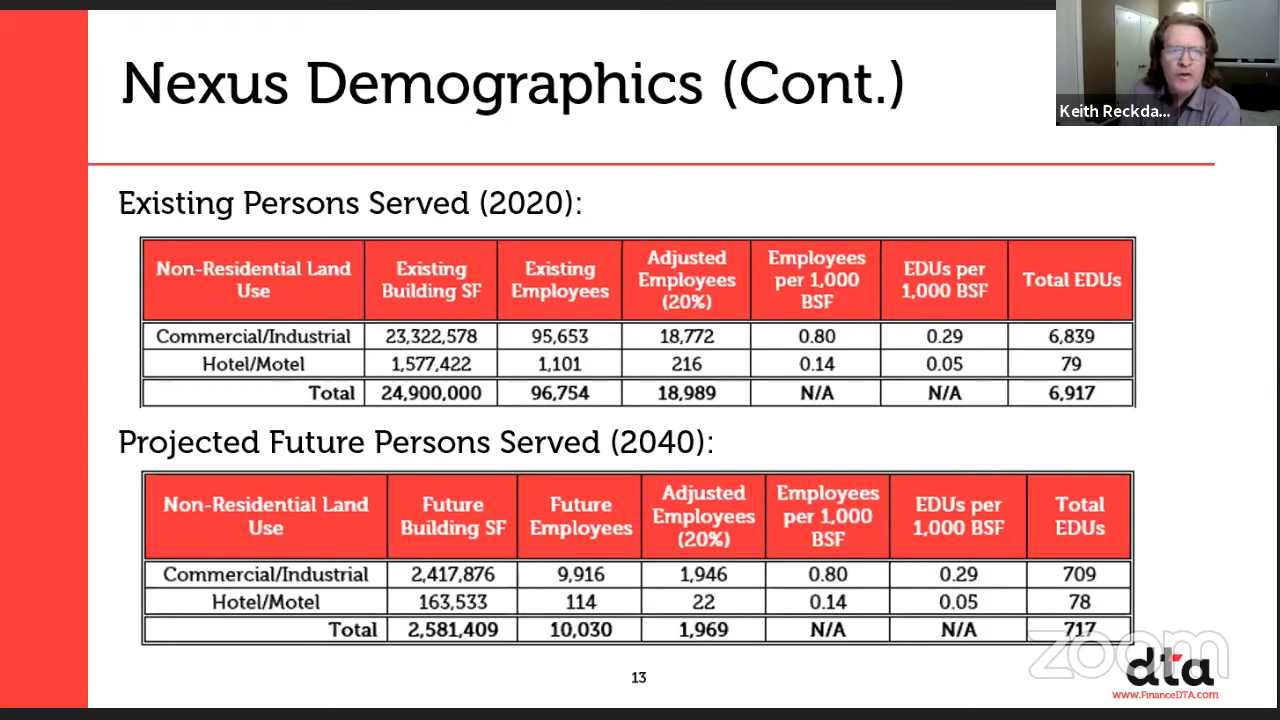 Nexus Demographics (Cont.)
Keith Reckda...
Existing Persons Served (2020):
Non-Residential Land Use Existing Building SF Existing Employees Adjusted Employees (20%) Employees per 1,000 BSF EDUs per 1,000 BSF Total EDUs
Commercial/Industrial 23,322,578 95,653 18,772 0.80 0.29 6,839
Hotel/Motel 1,577,422 1,101 216 0.14 0.05 79
Total 24,900,000 96,754 18,989 N/A N/A 6,917
Projected Future Persons Served (2040):
Non-Residential Land Use Future Building SF Future Employees Adjusted Employees (20%) Employees per 1,000 BSF EDUs per 1,000 BSF Total EDUs
Commercial/Industrial 2,417,876 9,916 1,946 0.80 0.29 709
Hotel/Motel 163,533 114 22 0.14 0.05 78
Total 2,581,409 10,030 1,969 N/A N/A 717
zoom
13
dta
www.FinanceDTA.com